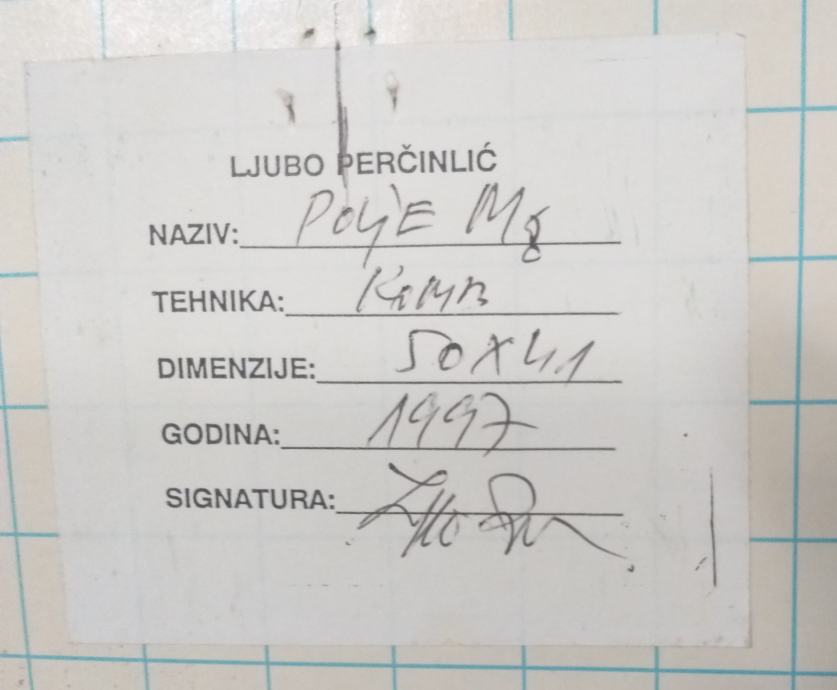 LJUBO PERČINLIĆ
NAZIV: POLJE M8
TEHNIKA: KOMB
DIMENZIJE: 50X41
GODINA: 1997
SIGNATURA: